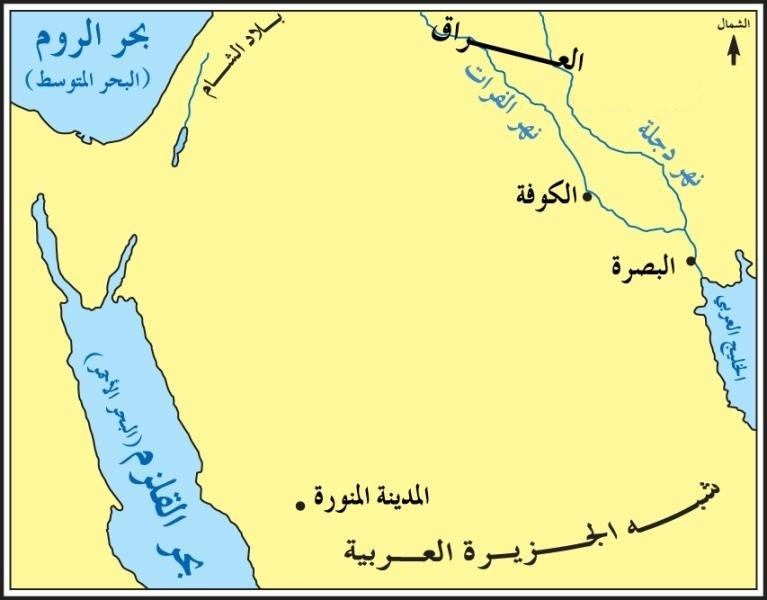 الشمال
بحر الروم
(البحر المتوسط)
بلاد الشام
العراق
نهر الفرات
نهر دجلة
الكوفة
البصرة
الخليج العربي
بحر القلزم
(البحر الأحمر)
المدينة المنورة
شبه الجزيرة العربية